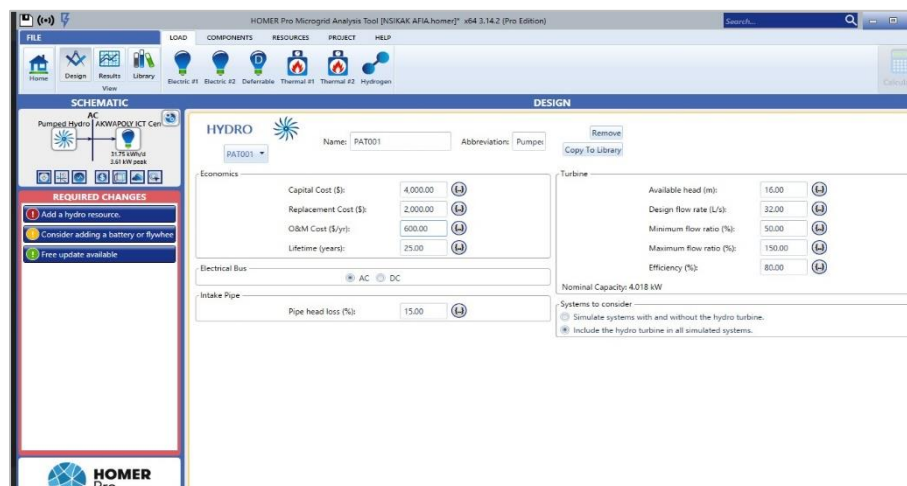 HOMER Pro Microgrid Analysis Tool [NSIKAK AFIA.homer]* x64 3.14.2 (Pro Edition)
Search...
FILE
LOAD COMPONENTS RESOURCES PROJECT HELP
Home
Design
Results
Library
View
Electric #1 Electric #2 Deferrable Thermal #1 Thermal #2 Hydrogen
SCHEMATIC
DESIGN
AC
Pumped Hydro AKWAPOLY ICT Cen
31.75 kWh/d
3.61 kW peak
REQUIRED CHANGES
Add a hydro resource.
Consider adding a battery or flywhee
Free update available
HOMER
Pro
HYDRO
PAT001
Name: PAT001
Abbreviation: Pumpe
Remove
Copy To Library
Economics
Capital Cost ($): 4,000.00 {..}
Replacement Cost ($): 2,000.00 {..}
O&M Cost ($/yr): 600.00 {..}
Lifetime (years): 25.00 {..}
Electrical Bus
AC DC
Intake Pipe
Pipe head loss (%): 15.00 {..}
Turbine
Available head (m): 16.00 {..}
Design flow rate (L/s): 32.00 {..}
Minimum flow ratio (%): 50.00 {..}
Maximum flow ratio (%): 150.00 {..}
Efficiency (%): 80.00 {..}
Nominal Capacity: 4.018 kW
Systems to consider
Simulate systems with and without the hydro turbine.
Include the hydro turbine in all simulated systems.